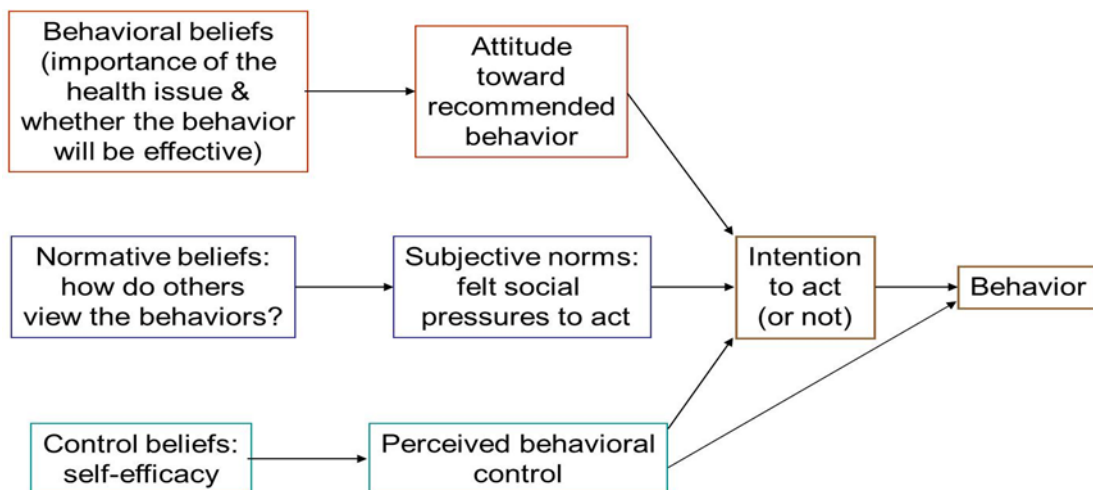 Behavioral beliefs
(importance of the
health issue &
whether the behavior
will be effective)
Attitude
toward
recommended
behavior
Normative beliefs:
how do others
view the behaviors?
Subjective norms:
felt social
pressures to act
Intention
to act
(or not)
Behavior
Control beliefs:
self-efficacy
Perceived behavioral
control